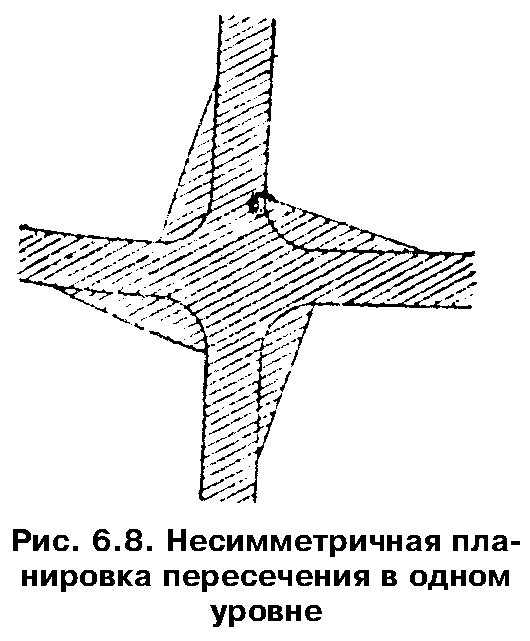 Рис. 6.8. Несимметричная пла-
нировка пересечения в одном
уровне